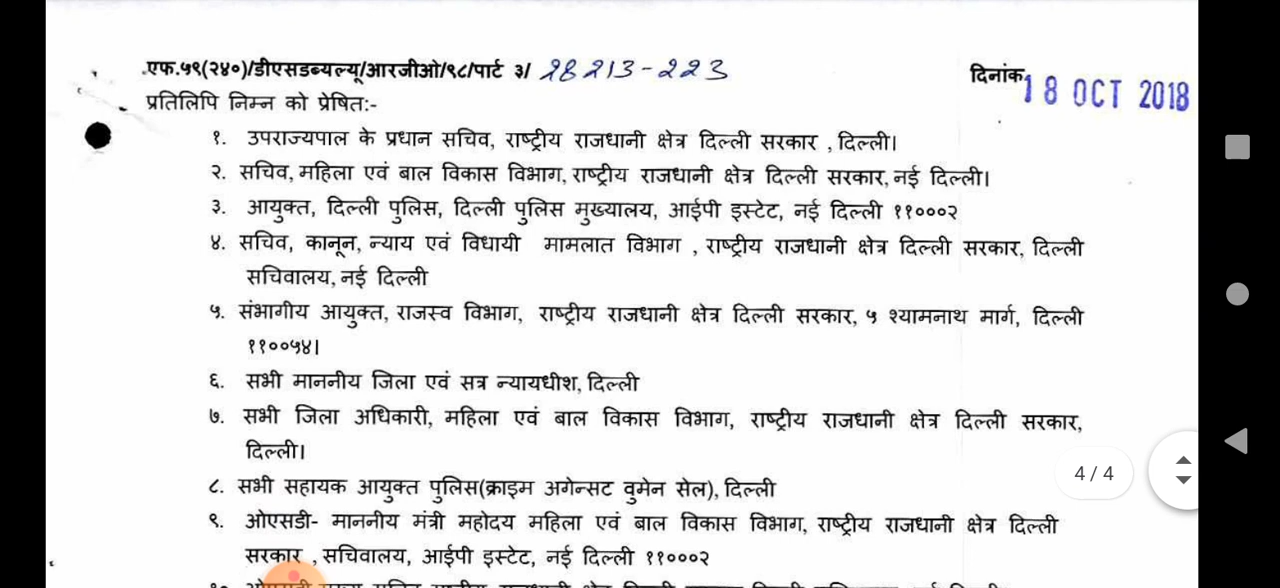 .एफ.५९(२४०)/डीएसडब्यल्यू/आरजीओ/९८/पार्ट ३/ 28213-223 दिनांक 18 OCT 2018
प्रतिलिपि निम्न को प्रेषित:-
१. उपराज्यपाल के प्रधान सचिव, राष्ट्रीय राजधानी क्षेत्र दिल्ली सरकार , दिल्ली।
२. सचिव, महिला एवं बाल विकास विभाग, राष्ट्रीय राजधानी क्षेत्र दिल्ली सरकार, नई दिल्ली।
३. आयुक्त, दिल्ली पुलिस, दिल्ली पुलिस मुख्यालय, आईपी इस्टेट, नई दिल्ली ११०००२
४. सचिव, कानून, न्याय एवं विधायी मामलात विभाग , राष्ट्रीय राजधानी क्षेत्र दिल्ली सरकार, दिल्ली
सचिवालय, नई दिल्ली
५. संभागीय आयुक्त, राजस्व विभाग, राष्ट्रीय राजधानी क्षेत्र दिल्ली सरकार, ५ श्यामनाथ मार्ग, दिल्ली
११००५४।
६. सभी माननीय जिला एवं सत्र न्यायधीश, दिल्ली
७. सभी जिला अधिकारी, महिला एवं बाल विकास विभाग, राष्ट्रीय राजधानी क्षेत्र दिल्ली सरकार,
दिल्ली।
4 / 4
८. सभी सहायक आयुक्त पुलिस(क्राइम अगेन्सट वुमेन सेल), दिल्ली
९. ओएसडी- माननीय मंत्री महोदय महिला एवं बाल विकास विभाग, राष्ट्रीय राजधानी क्षेत्र दिल्ली
सरकार , सचिवालय, आईपी इस्टेट, नई दिल्ली ११०००२